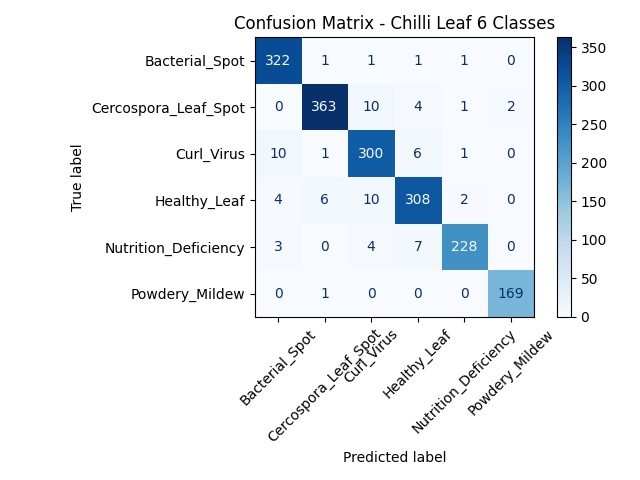 Confusion Matrix - Chilli Leaf 6 Classes
True label
Bacterial_Spot 322 1 1 1 1 0
Cercospora_Leaf_Spot 0 363 10 4 1 2
Curl_Virus 10 1 300 6 1 0
Healthy_Leaf 4 6 10 308 2 0
Nutrition_Deficiency 3 0 4 7 228 0
Powdery_Mildew 0 1 0 0 0 169
Bacterial_Spot
Cercospora_Leaf_Spot
Curl_Virus
Healthy_Leaf
Nutrition_Deficiency
Powdery_Mildew
Predicted label
350
300
250
200
150
100
50
0